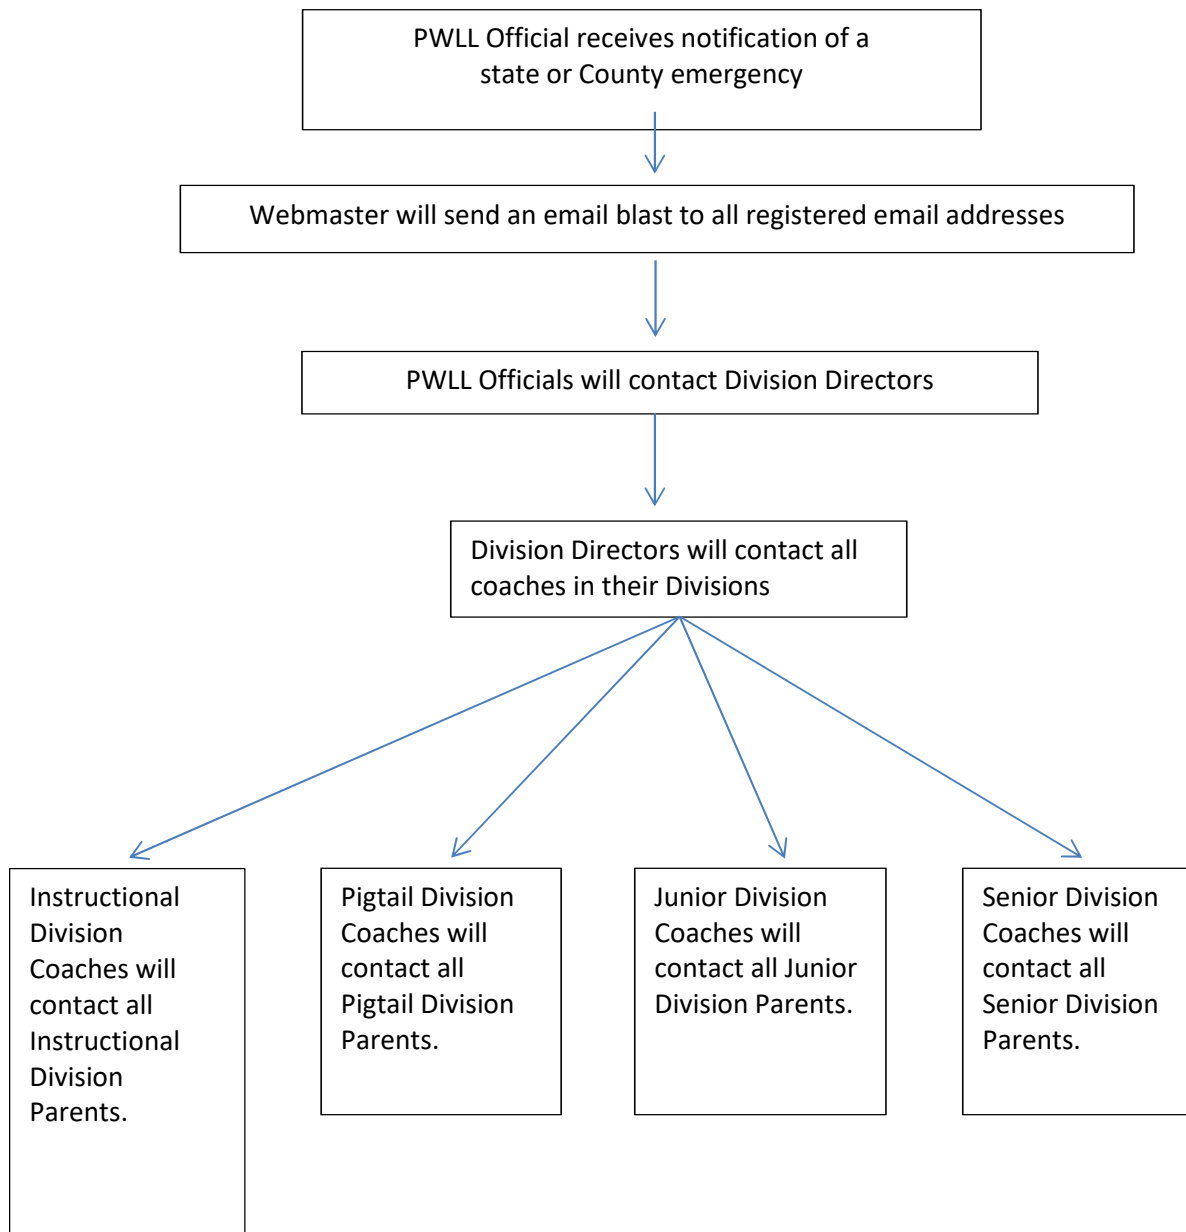 PWLL Official receives notification of a
state or County emergency
Webmaster will send an email blast to all registered email addresses
PWLL Officials will contact Division Directors
Division Directors will contact all
coaches in their Divisions
Instructional
Division
Coaches will
contact all
Instructional
Division
Parents.
Pigtail Division
Coaches will
contact all
Pigtail Division
Parents.
Junior Division
Coaches will
contact all Junior
Division Parents.
Senior Division
Coaches will
contact all
Senior Division
Parents.